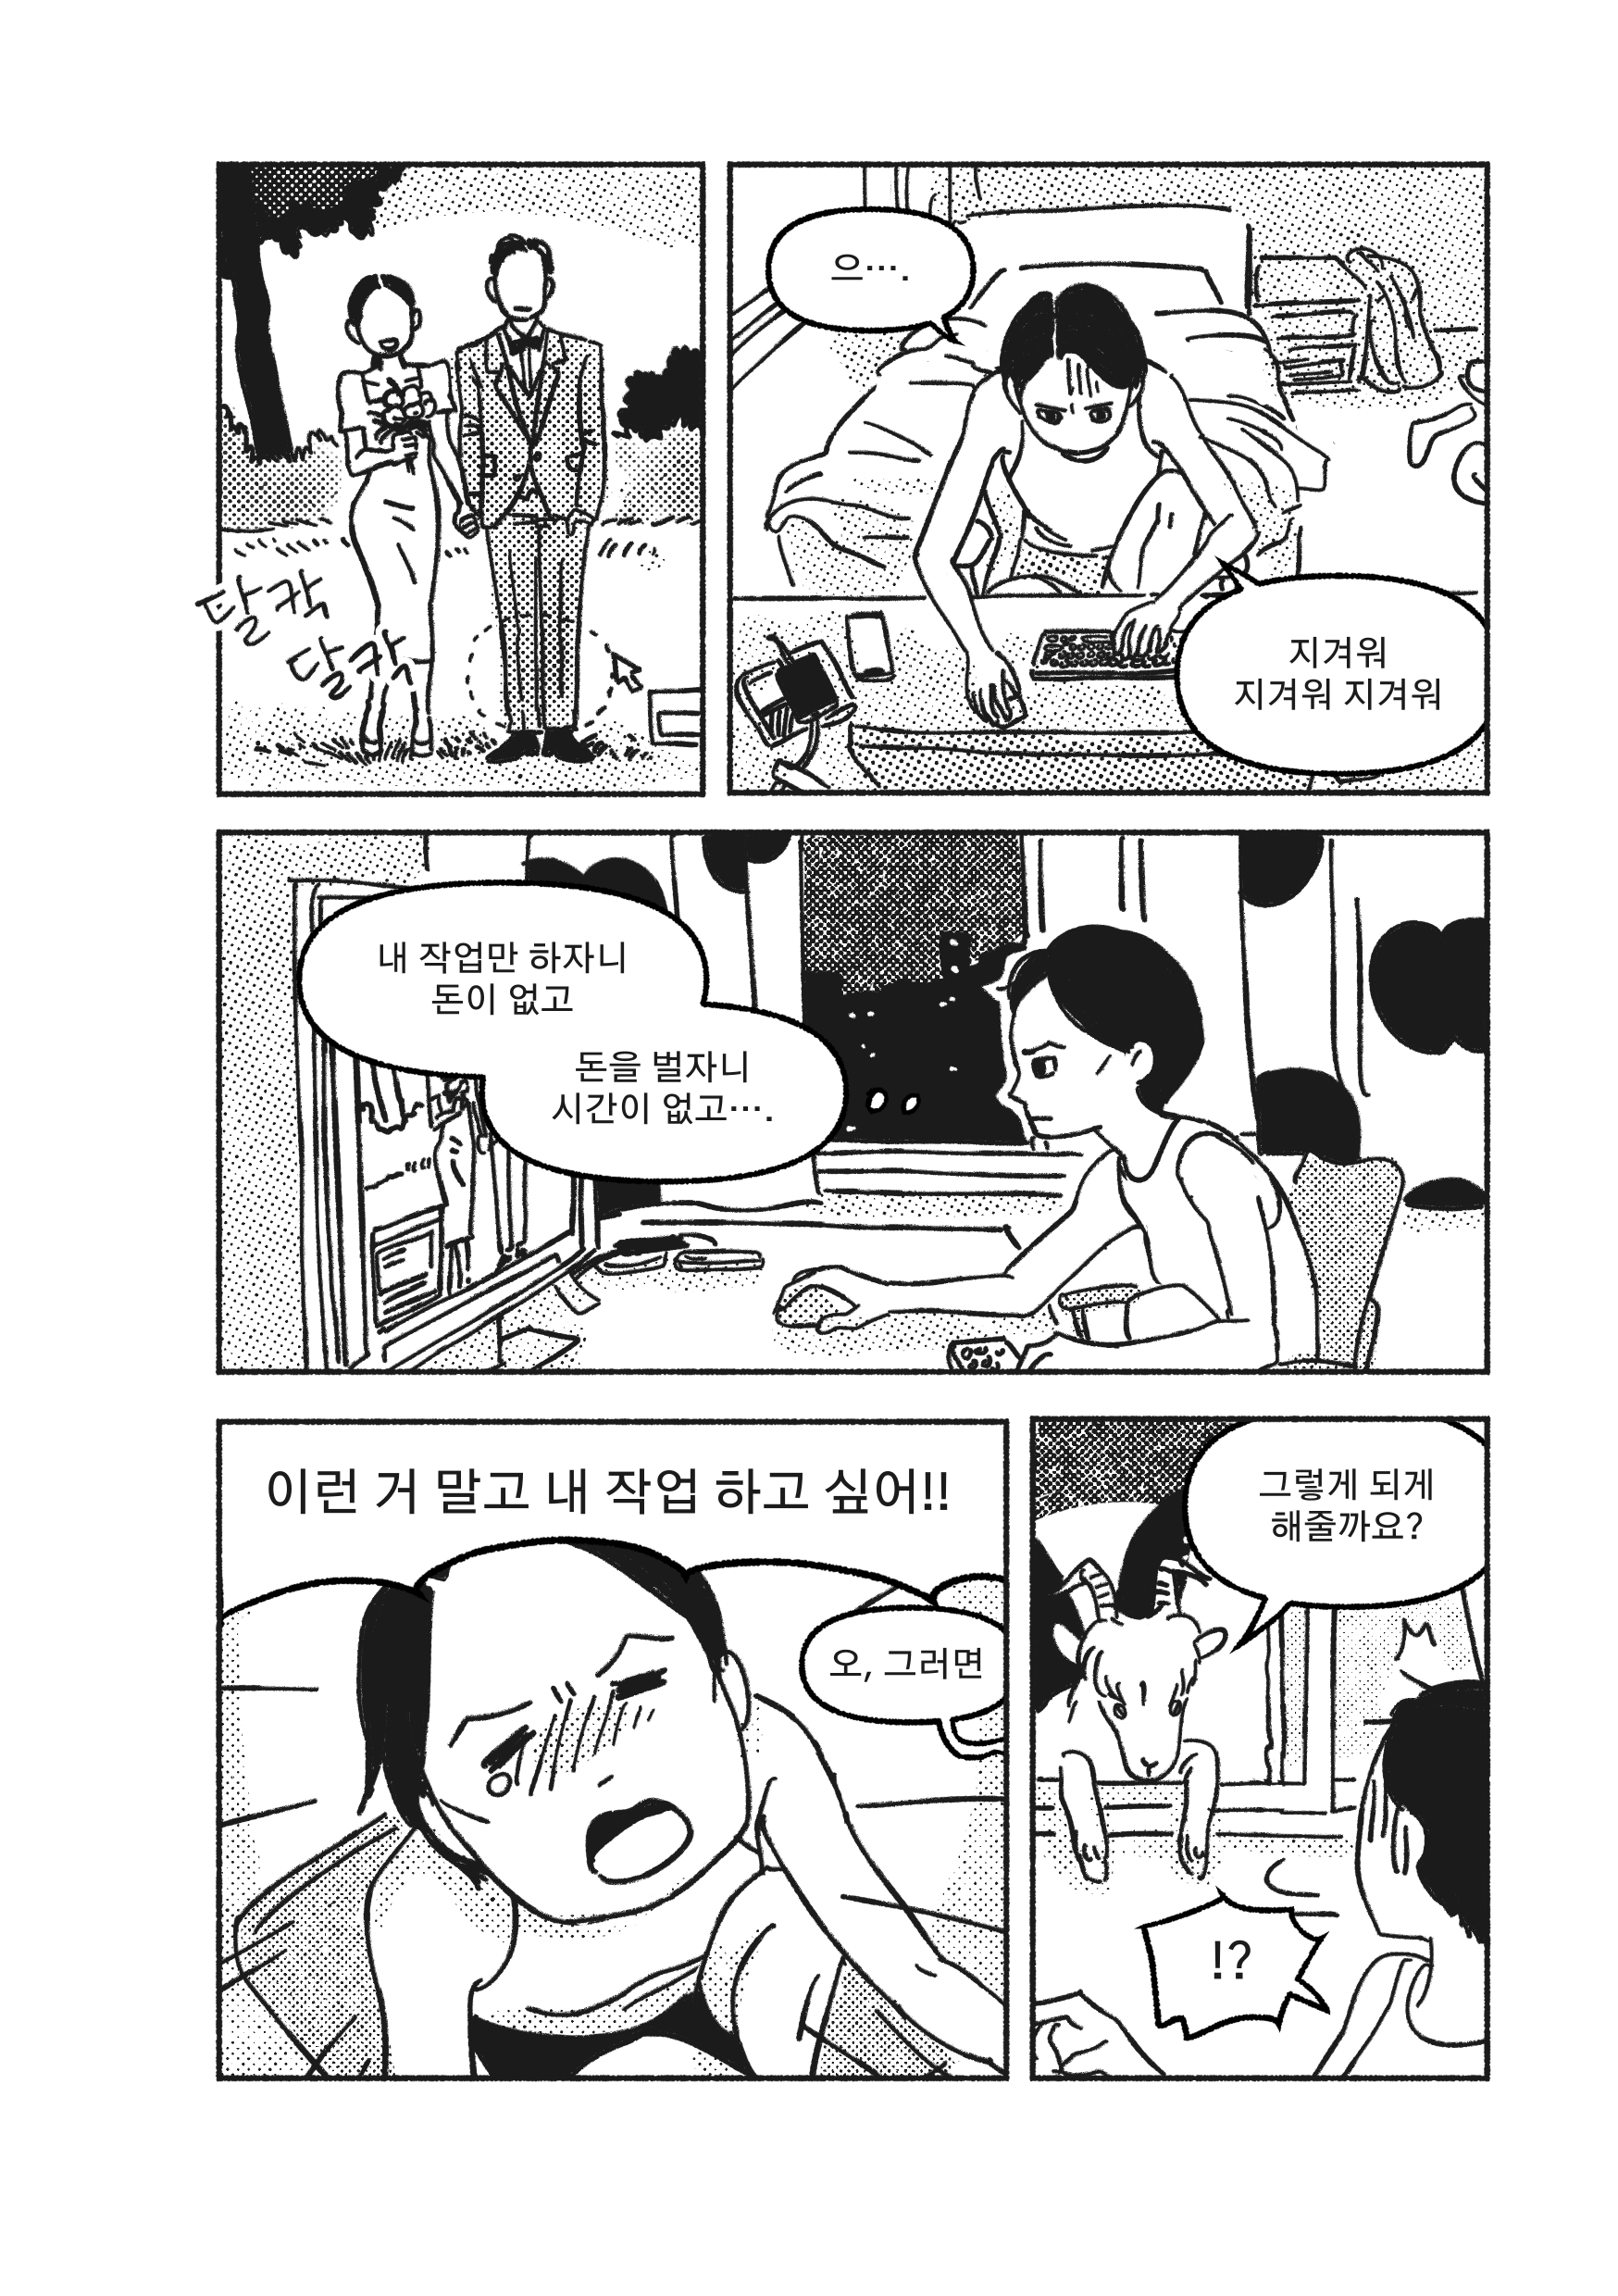 달칵
달칵
으….
지겨워
지겨워 지겨워
내 작업만 하자니
돈이 없고
돈을 벌자니
시간이 없고….
이런 거 말고 내 작업 하고 싶어!!
오, 그러면
그렇게 되게
해줄까요?
!?